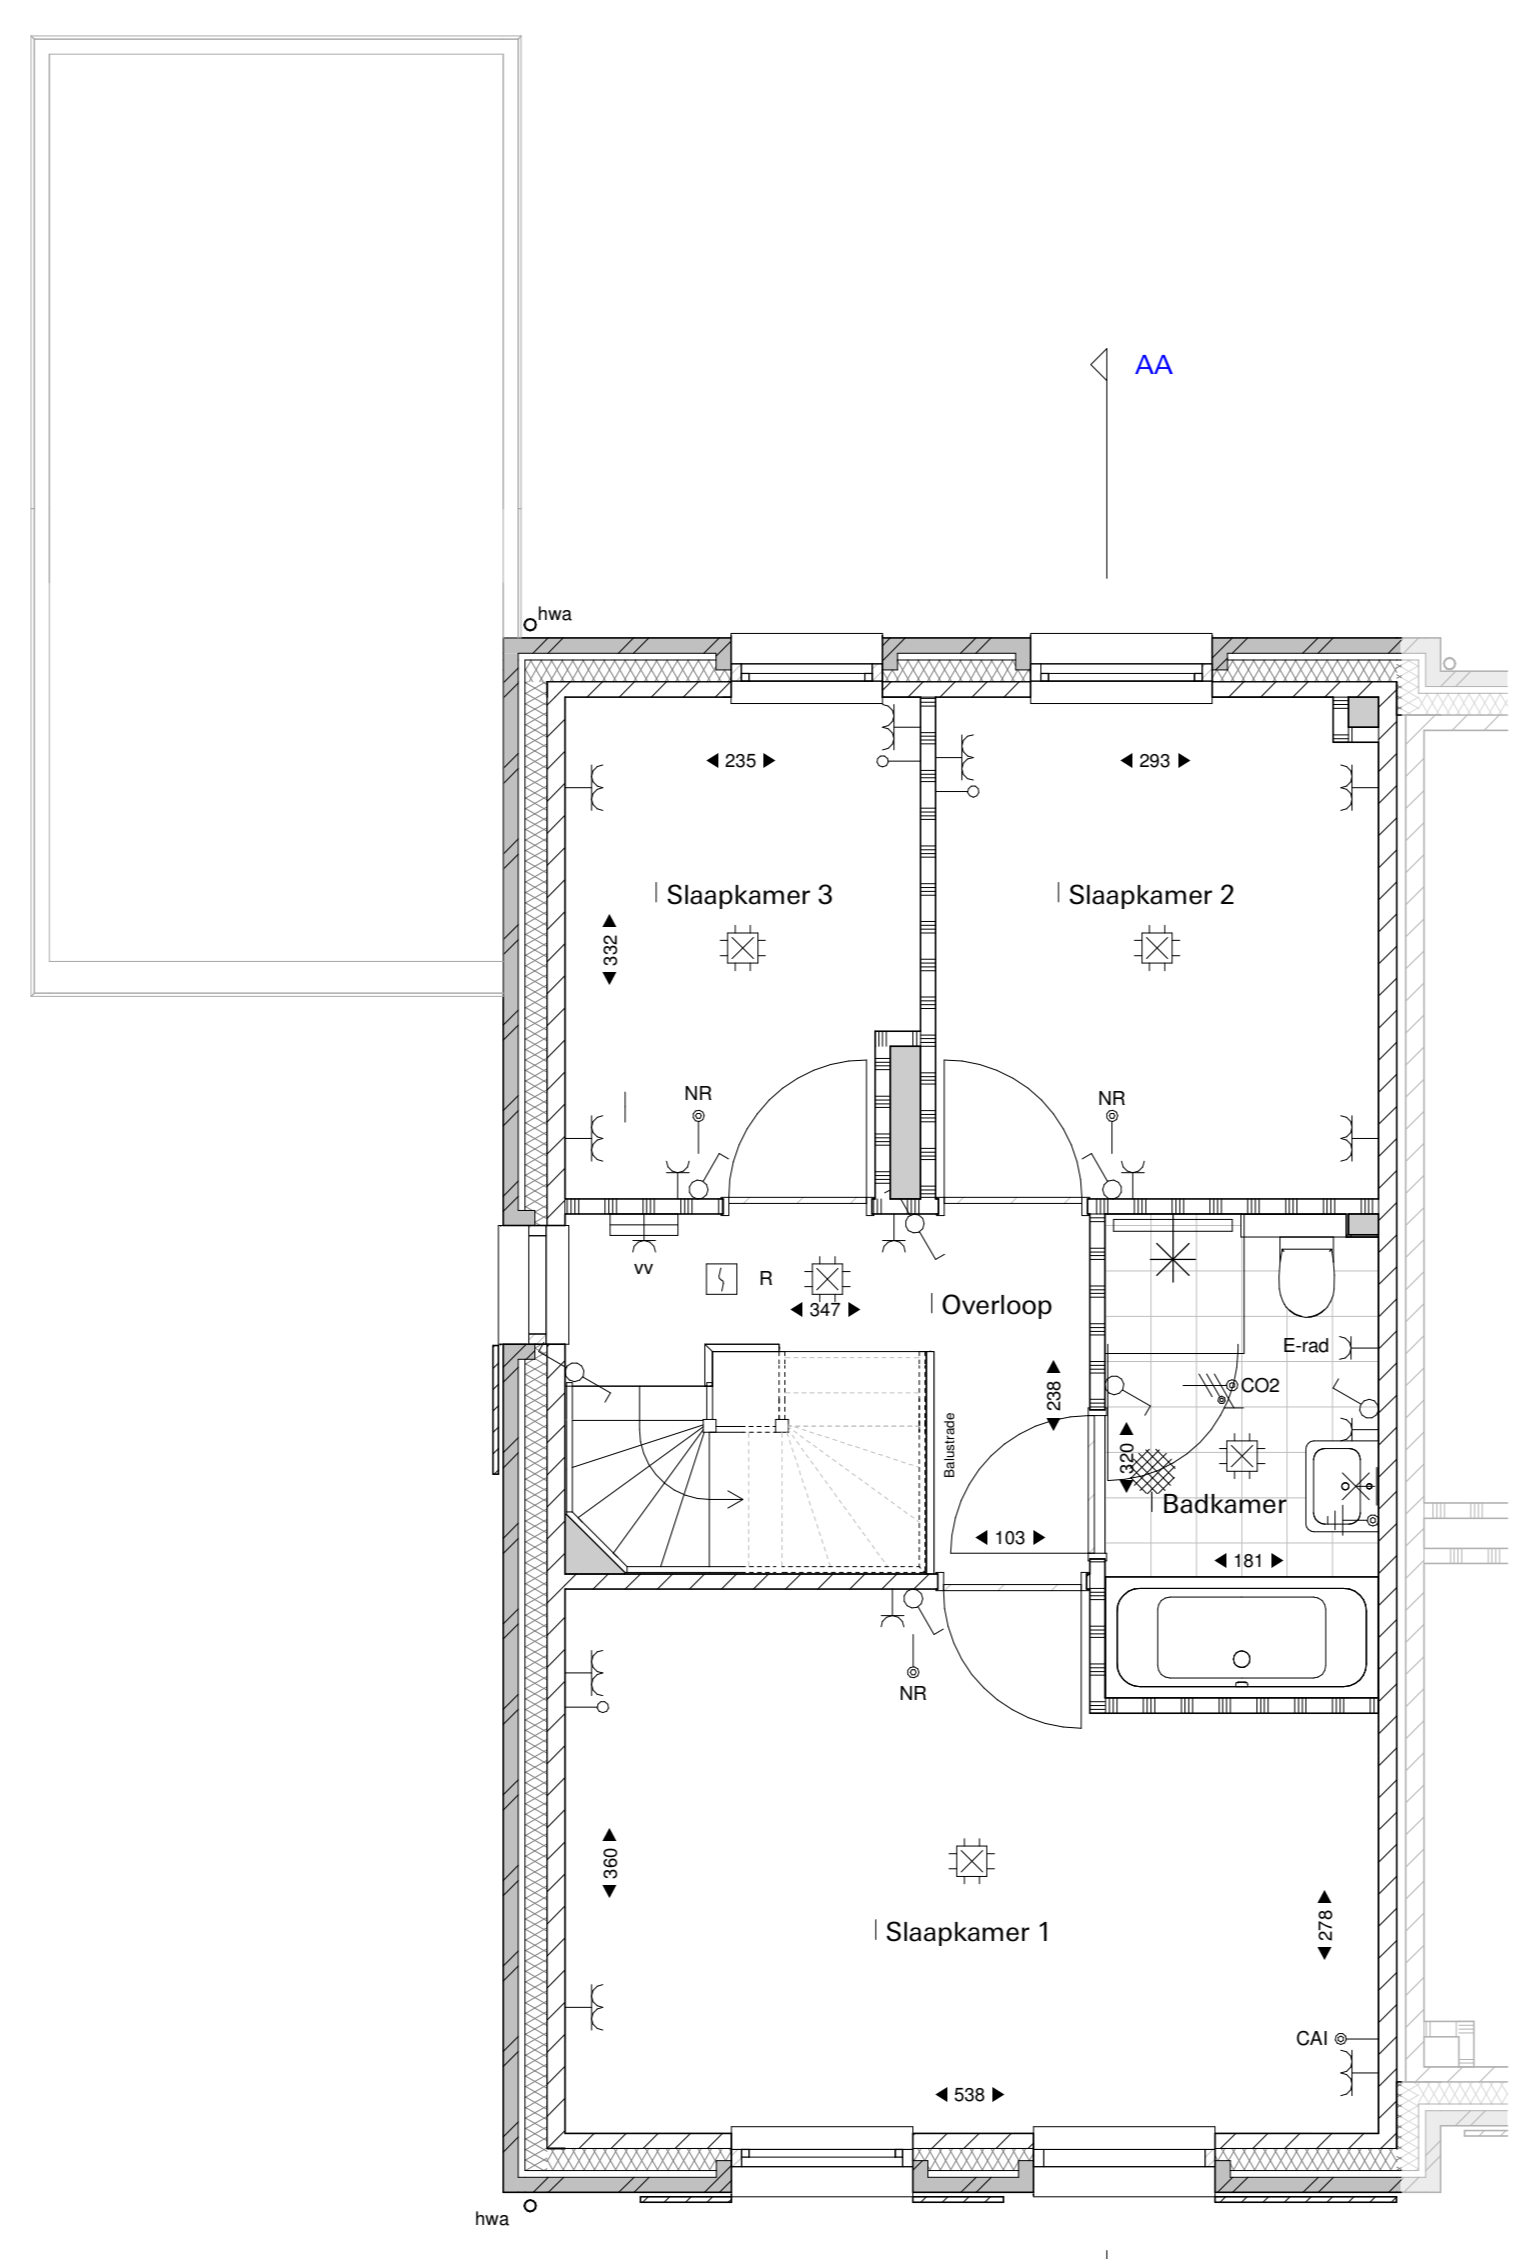 AA
hwa
235
293
Slaapkamer 3
Slaapkamer 2
332
NR
NR
vv
R
347
Overloop
E-rad
CO2
238
Balustrade
320
Badkamer
103
181
NR
360
Slaapkamer 1
278
CAI
538
hwa